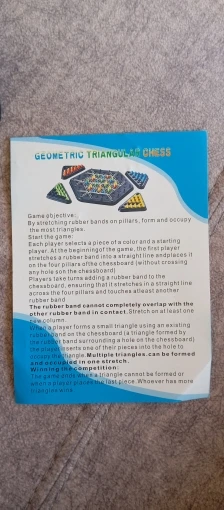 GEOMETRIC TRIANGULAR CHESS
Game objective:
By stretching rubber bands on pillars, form and occupy
the most triangles.
Start the game:
Each player selects a piece of a color and a starting
player. At the beginning of the game, the first player
stretches a rubber band into a straight line and places it
on the four pillars of the chessboard (without crossing
any hole on the chessboard)
Players take turns adding a rubber band to the
chessboard, ensuring that it stretches in a straight line
across the four pillars and touches at least another
rubber band
The rubber band cannot completely overlap with the
other rubber band in contact. Stretch on at least one
new column.
When a player forms a small triangle using an existing
rubber band on the chessboard (a triangle formed by
the rubber band surrounding a hole on the chessboard)
the player inserts one of their pieces into the hole to
occupy the triangle. Multiple triangles can be formed
and occupied in one stretch.
Winning the competition:
The game ends when a triangle cannot be formed or
when a player places the last piece. Whoever has more
triangles wins.